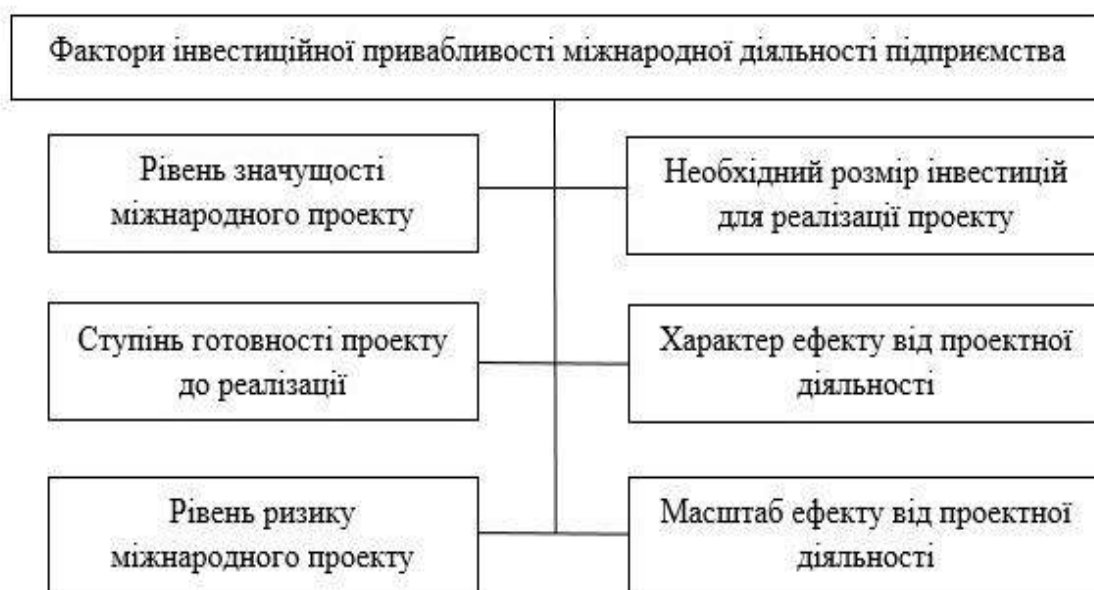 Фактори інвестиційної привабливості міжнародної діяльності підприємства
Рівень значущості
міжнародного проекту
Необхідний розмір інвестицій
для реалізації проекту
Ступінь готовності проекту
до реалізації
Характер ефекту від проектної
діяльності
Рівень ризику
міжнародного проекту
Масштаб ефекту від проектної
діяльності